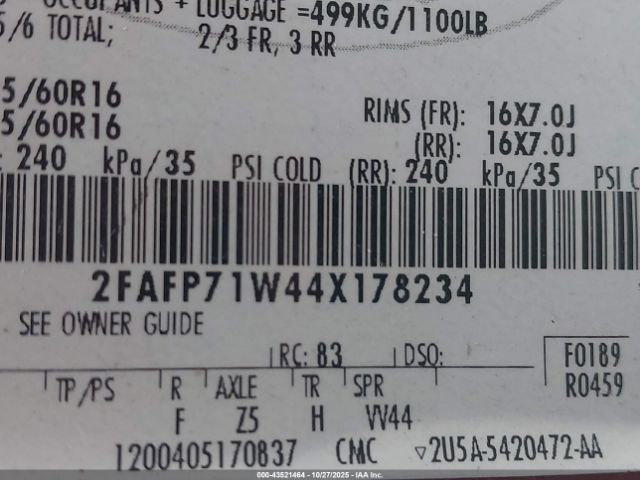 OCCUPANTS + LUGGAGE =499KG/1100LB
5/6 TOTAL; 2/3 FR, 3 RR
5/60R16 RIMS (FR): 16X7.0J
5/60R16 (RR): 16X7.0J
: 240 kPa/35 PSI COLD (RR): 240 kPa/35 PSI C
2FAFP71W44X178234
SEE OWNER GUIDE
RC: 83 DSO: F0189
TP/PS R AXLE TR SPR R0459
F Z5 H VV44
1200405170837 CMC ▽2U5A-5420472-AA
000-43521464 - 10/27/2025 - IAA Inc.